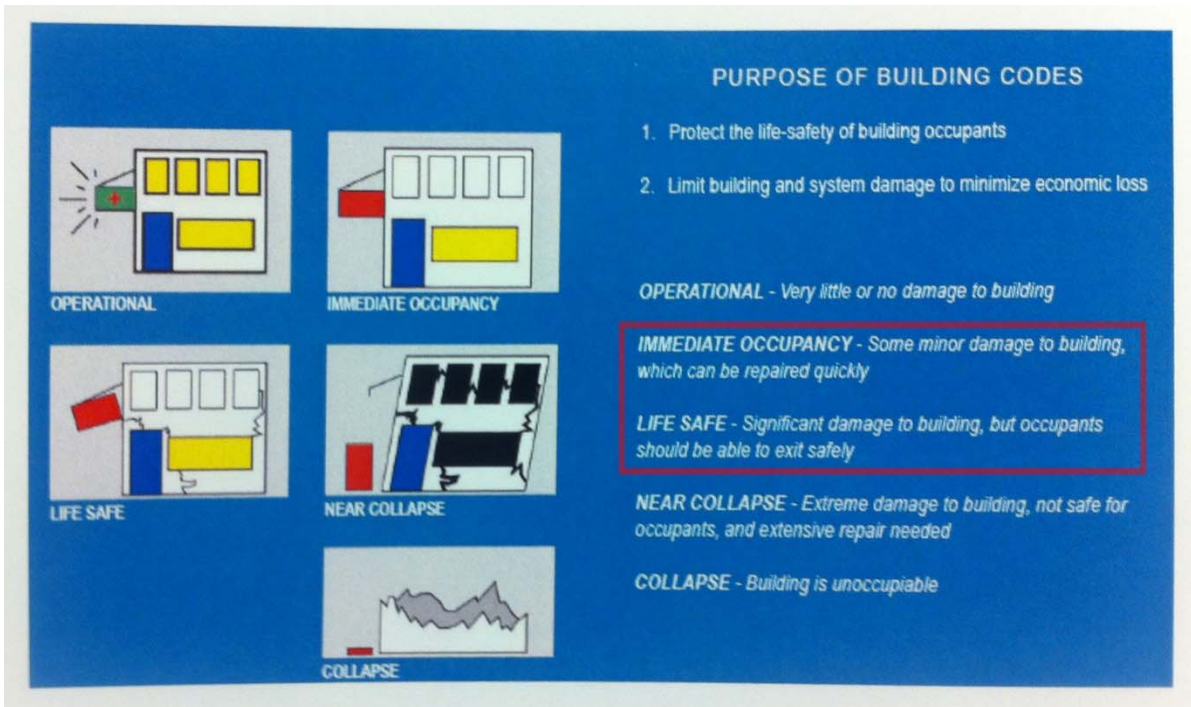 PURPOSE OF BUILDING CODES
1. Protect the life-safety of building occupants
2. Limit building and system damage to minimize economic loss
OPERATIONAL
IMMEDIATE OCCUPANCY
LIFE SAFE
NEAR COLLAPSE
COLLAPSE
OPERATIONAL - Very little or no damage to building
IMMEDIATE OCCUPANCY - Some minor damage to building,
which can be repaired quickly
LIFE SAFE - Significant damage to building, but occupants
should be able to exit safely
NEAR COLLAPSE - Extreme damage to building, not safe for
occupants, and extensive repair needed
COLLAPSE - Building is unoccupiable